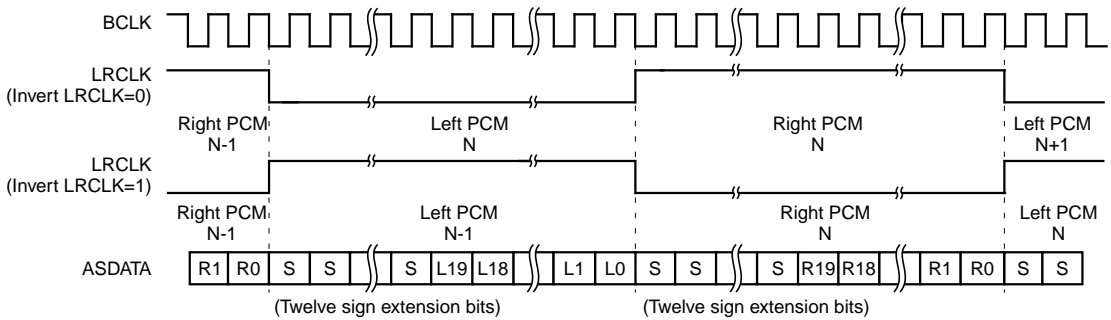 BCLK
LRCLK
(Invert LRCLK=0)
Right PCM Left PCM Right PCM Left PCM
N-1 N N N+1
LRCLK
(Invert LRCLK=1)
Right PCM Left PCM Right PCM Left PCM
N-1 N-1 N N
ASDATA R1 R0 S S S L19 L18 L1 L0 S S S R19 R18 R1 R0 S S
(Twelve sign extension bits) (Twelve sign extension bits)